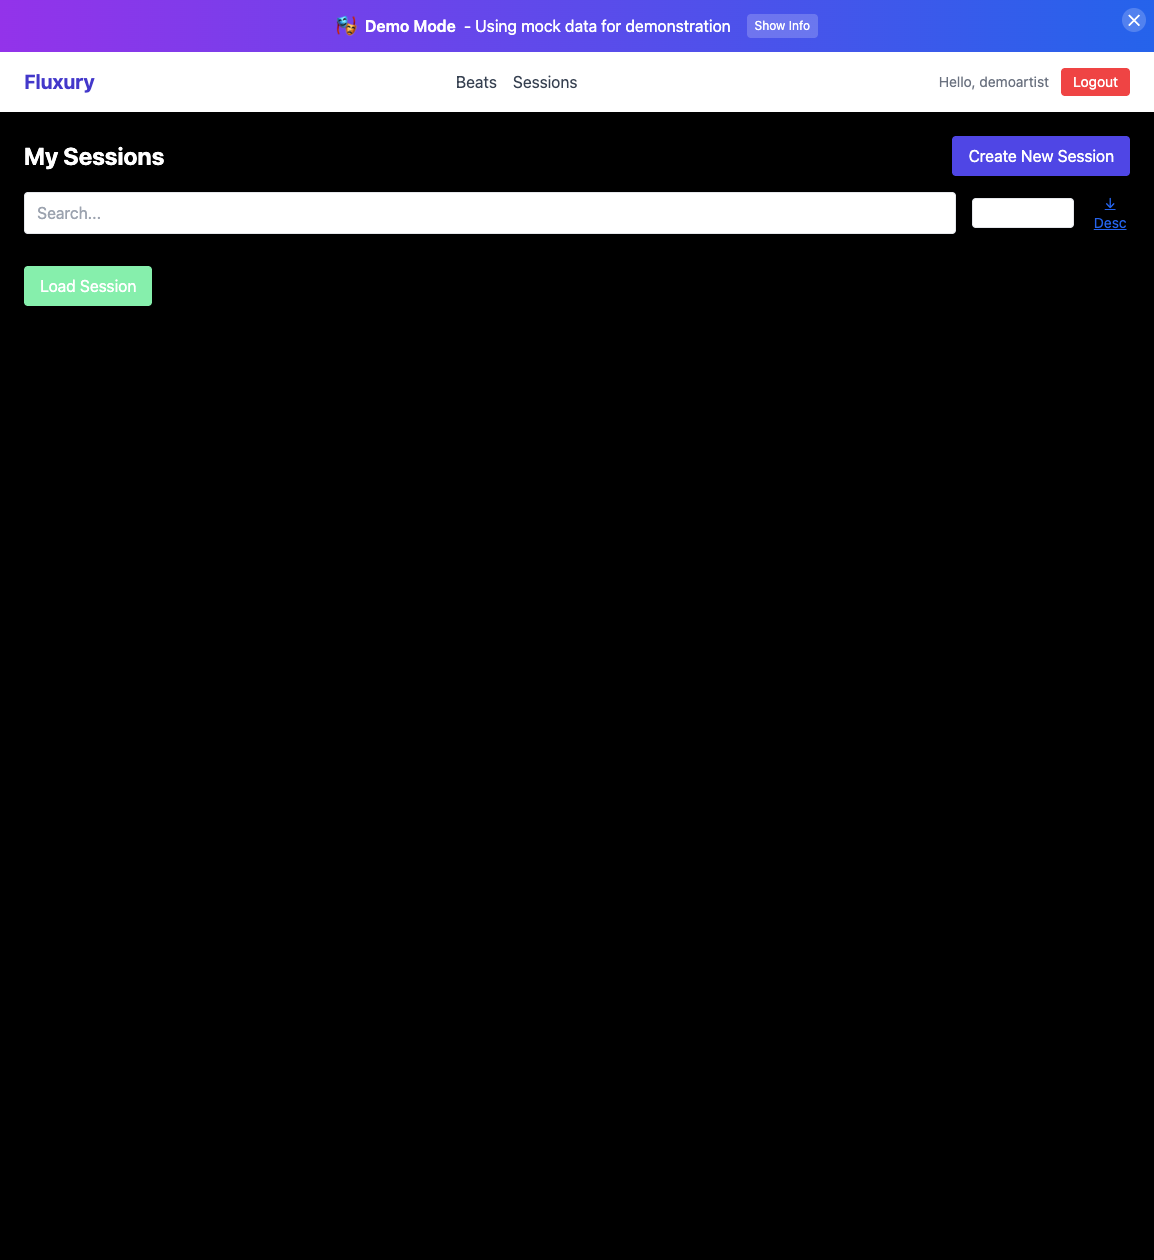 Demo Mode - Using mock data for demonstration Show Info
Fluxury Beats Sessions Hello, demoartist Logout
My Sessions Create New Session
Search... ↓ Desc
Load Session